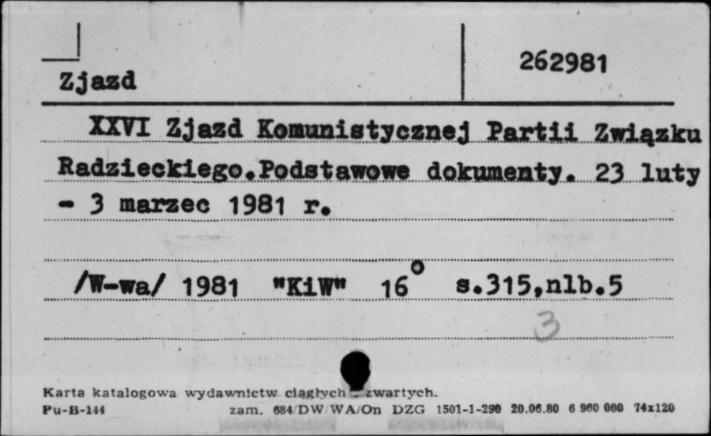 262981
Zjazd
XXVI Zjazd Komunistycznej Partii Związku
Radzieckiego.Podstawowe dokumenty. 23 luty
- 3 marzec 1981 r.
/W-wa/ 1981 "KiW" 16° s.315,nlb.5
3
Karta katalogowa wydawnictw ciągłych i zwartych.
Pu-B-144 zam. 684/DW/WA/On DZG 1501-1-290 20.06.80 6 960 000 74x120